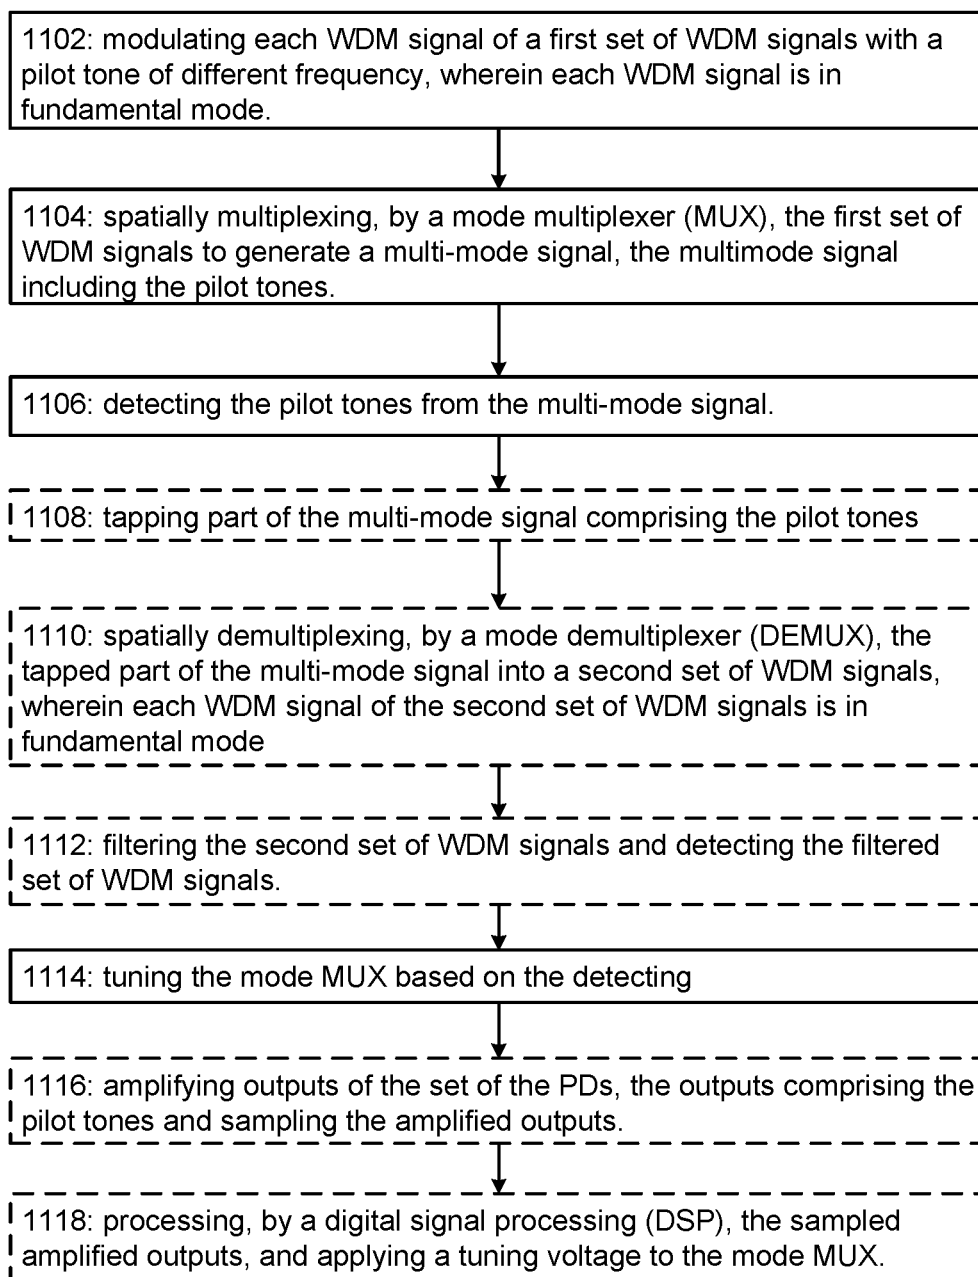 1102: modulating each WDM signal of a first set of WDM signals with a
pilot tone of different frequency, wherein each WDM signal is in
fundamental mode.
1104: spatially multiplexing, by a mode multiplexer (MUX), the first set of
WDM signals to generate a multi-mode signal, the multimode signal
including the pilot tones.
1106: detecting the pilot tones from the multi-mode signal.
1108: tapping part of the multi-mode signal comprising the pilot tones
1110: spatially demultiplexing, by a mode demultiplexer (DEMUX), the
tapped part of the multi-mode signal into a second set of WDM signals,
wherein each WDM signal of the second set of WDM signals is in
fundamental mode
1112: filtering the second set of WDM signals and detecting the filtered
set of WDM signals.
1114: tuning the mode MUX based on the detecting
1116: amplifying outputs of the set of the PDs, the outputs comprising the
pilot tones and sampling the amplified outputs.
1118: processing, by a digital signal processing (DSP), the sampled
amplified outputs, and applying a tuning voltage to the mode MUX.